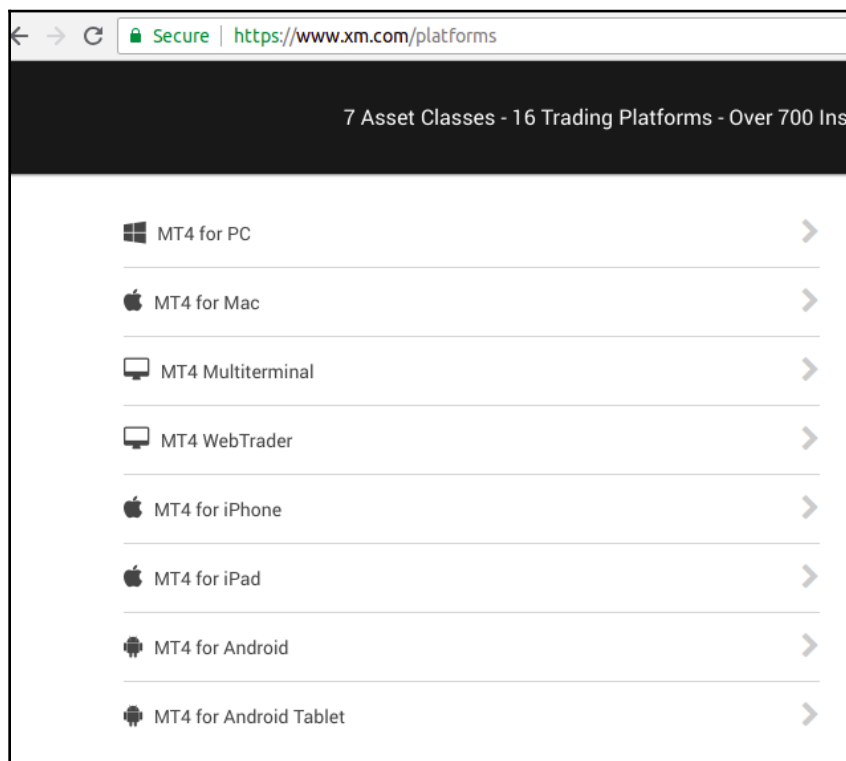 Secure | https://www.xm.com/platforms
7 Asset Classes - 16 Trading Platforms - Over 700 Ins
MT4 for PC
MT4 for Mac
MT4 Multiterminal
MT4 WebTrader
MT4 for iPhone
MT4 for iPad
MT4 for Android
MT4 for Android Tablet